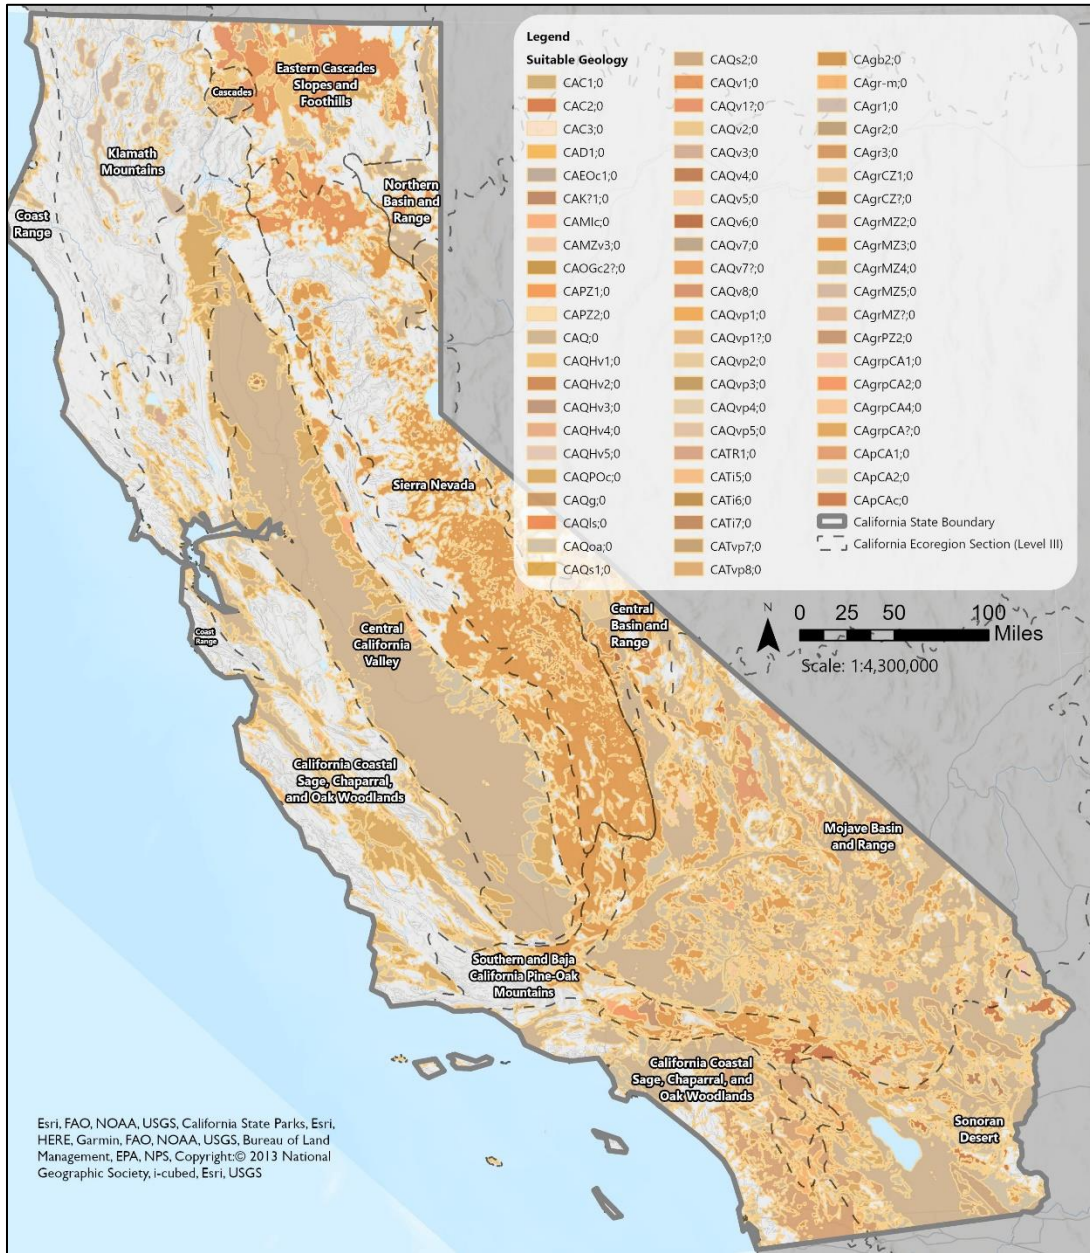 Legend
Suitable Geology
CAC1;0
CAC2;0
CAC3;0
CAD1;0
CAEOc1;0
CAK?1;0
CAMIc;0
CAMZv3;0
CAOGc2?;0
CAPZ1;0
CAPZ2;0
CAQ;0
CAQHv1;0
CAQHv2;0
CAQHv3;0
CAQHv4;0
CAQHv5;0
CAQPOc;0
CAQg;0
CAQls;0
CAQoa;0
CAQs1;0
CAQs2;0
CAQv1;0
CAQv1?;0
CAQv2;0
CAQv3;0
CAQv4;0
CAQv5;0
CAQv6;0
CAQv7;0
CAQv7?;0
CAQv8;0
CAQvp1;0
CAQvp1?;0
CAQvp2;0
CAQvp3;0
CAQvp4;0
CAQvp5;0
CATR1;0
CATi5;0
CATi6;0
CATi7;0
CATvp7;0
CATvp8;0
CAgb2;0
CAgr-m;0
CAgr1;0
CAgr2;0
CAgr3;0
CAgrCZ1;0
CAgrCZ?;0
CAgrMZ2;0
CAgrMZ3;0
CAgrMZ4;0
CAgrMZ5;0
CAgrMZ?;0
CAgrPZ2;0
CAgrpCA1;0
CAgrpCA2;0
CAgrpCA4;0
CAgrpCA?;0
CApCA1;0
CApCA2;0
CApCAc;0
California State Boundary
California Ecoregion Section (Level III)
N
0 25 50 100
Miles
Scale: 1:4,300,000
Eastern Cascades
Slopes and
Foothills
Cascades
Klamath
Mountains
Northern
Basin and
Range
Coast
Range
Sierra Nevada
Central
Basin and
Range
Coast
Range
Central
California
Valley
California Coastal
Sage, Chaparral,
and Oak Woodlands
Mojave Basin
and Range
Southern and Baja
California Pine-Oak
Mountains
California Coastal
Sage, Chaparral, and
Oak Woodlands
Sonoran
Desert
Esri, FAO, NOAA, USGS, California State Parks, Esri,
HERE, Garmin, FAO, NOAA, USGS, Bureau of Land
Management, EPA, NPS, Copyright:© 2013 National
Geographic Society, i-cubed, Esri, USGS